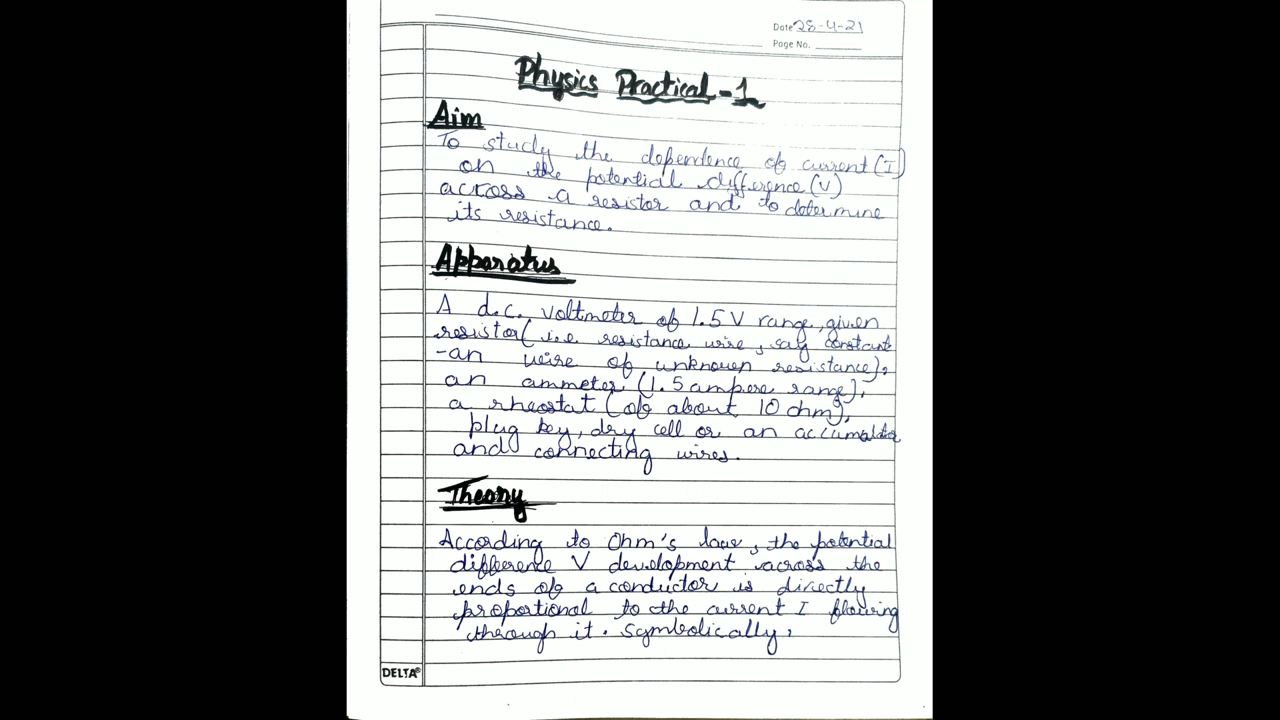 Date 28-4-21
Page No.
Physics Practical-1
Aim
To study the dependence of current (I)
on the potential difference (V)
across a resistor and to determine
its resistance.
Apparatus
A d.c. voltmeter of 1.5 V range, given
resistor( i.e. resistance wire, say constant
-an wire of unknown resistance),
an ammeter (1.5 ampere range),
a rheostat (of about 10 ohm),
plug key, dry cell or an accumulator
and connecting wires.
Theory
According to Ohm's law, the potential
difference V development across the
ends of a conductor is directly
proportional to the current I flowing
through it. Symbolically,
DELTA®